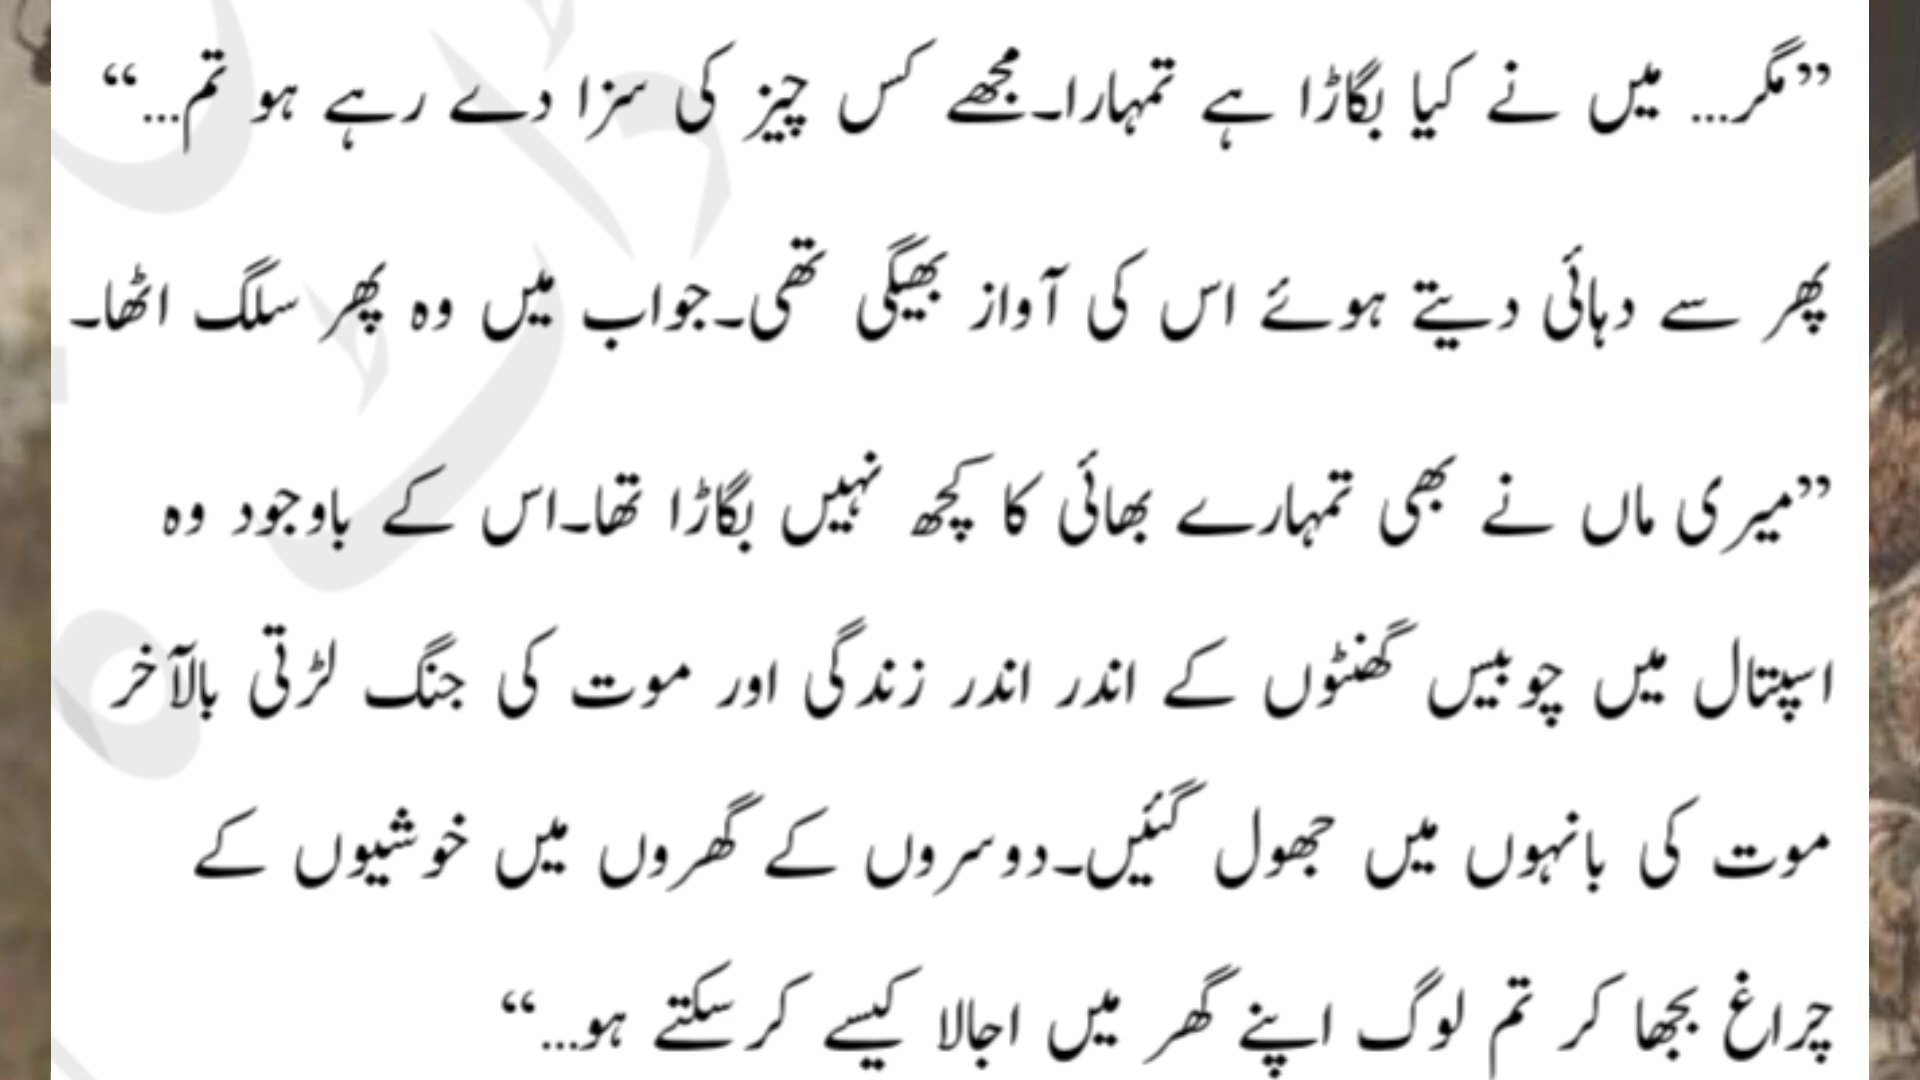 ”مگر... میں نے کیا بگاڑا ہے تمہارا۔مجھے کس چیز کی سزا دے رہے ہو تم...“
پھر سے دہائی دیتے ہوئے اس کی آواز بھیگی تھی۔جواب میں وہ پھر سلگ اٹھا۔
”میری ماں نے بھی تمہارے بھائی کا کچھ نہیں بگاڑا تھا۔اس کے باوجود وہ
اسپتال میں چوبیس گھنٹوں کے اندر اندر زندگی اور موت کی جنگ لڑتی بالآخر
موت کی بانہوں میں جھول گئیں۔دوسروں کے گھروں میں خوشیوں کے
چراغ بجھا کر تم لوگ اپنے گھر میں اجالا کیسے کرسکتے ہو...“